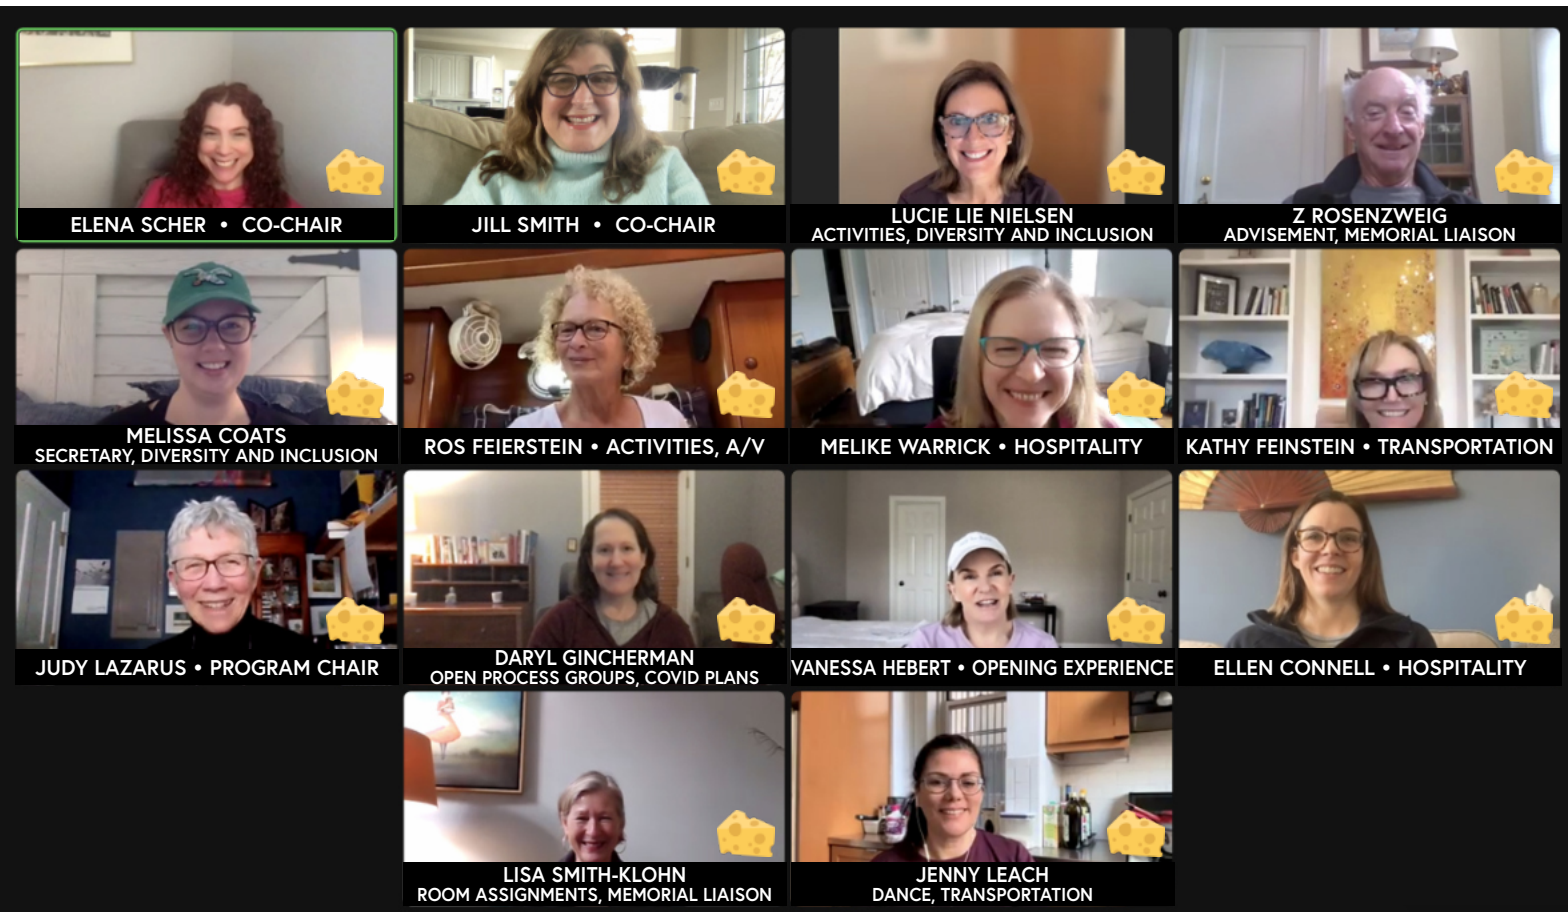 ELENA SCHER • CO-CHAIR
JILL SMITH • CO-CHAIR
LUCIE LIE NIELSEN
ACTIVITIES, DIVERSITY AND INCLUSION
Z ROSENZWEIG
ADVISEMENT, MEMORIAL LIAISON
MELISSA COATS
SECRETARY, DIVERSITY AND INCLUSION
ROS FEIERSTEIN • ACTIVITIES, A/V
MELIKE WARRICK • HOSPITALITY
KATHY FEINSTEIN • TRANSPORTATION
JUDY LAZARUS • PROGRAM CHAIR
DARYL GINCHERMAN
OPEN PROCESS GROUPS, COVID PLANS
VANESSA HEBERT • OPENING EXPERIENCE
ELLEN CONNELL • HOSPITALITY
LISA SMITH-KLOHN
ROOM ASSIGNMENTS, MEMORIAL LIAISON
JENNY LEACH
DANCE, TRANSPORTATION